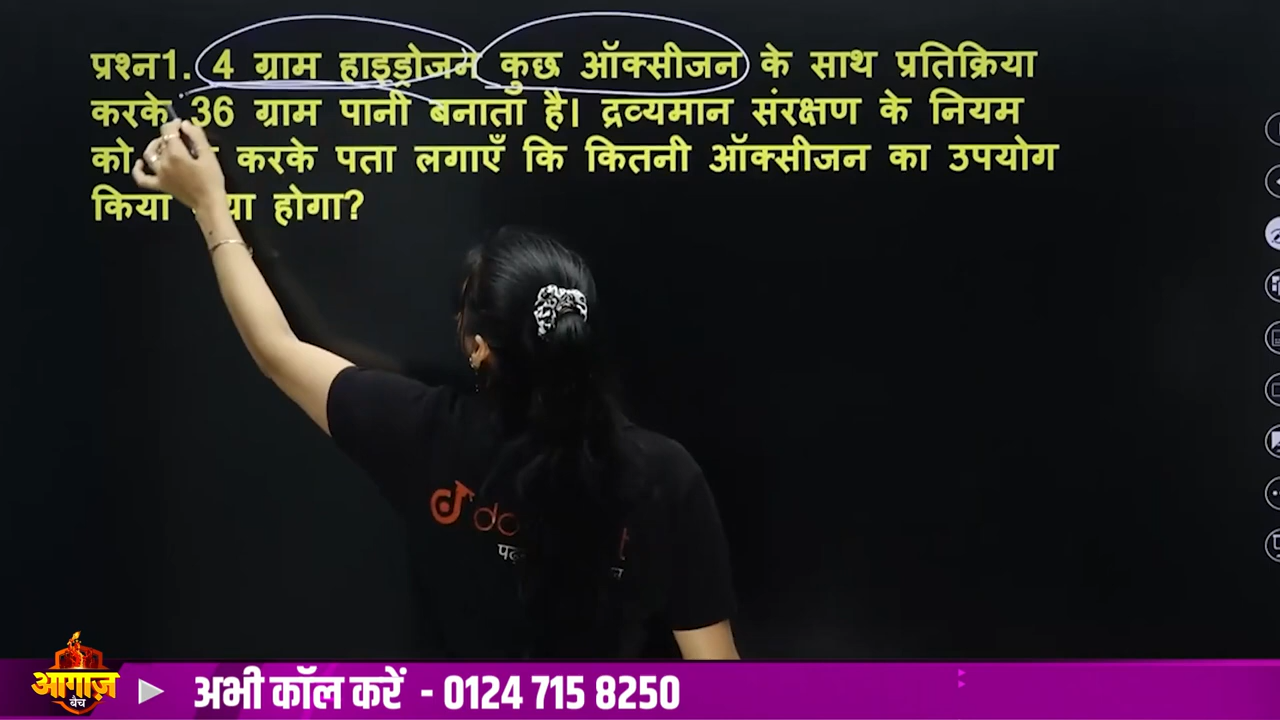 प्रश्न1. 4 ग्राम हाइड्रोजन कुछ ऑक्सीजन के साथ प्रतिक्रिया
करके 36 ग्राम पानी बनाता है। द्रव्यमान संरक्षण के नियम
को करके पता लगाएँ कि कितनी ऑक्सीजन का उपयोग
किया होगा?
आगाज़
बैच
अभी कॉल करें - 0124 715 8250